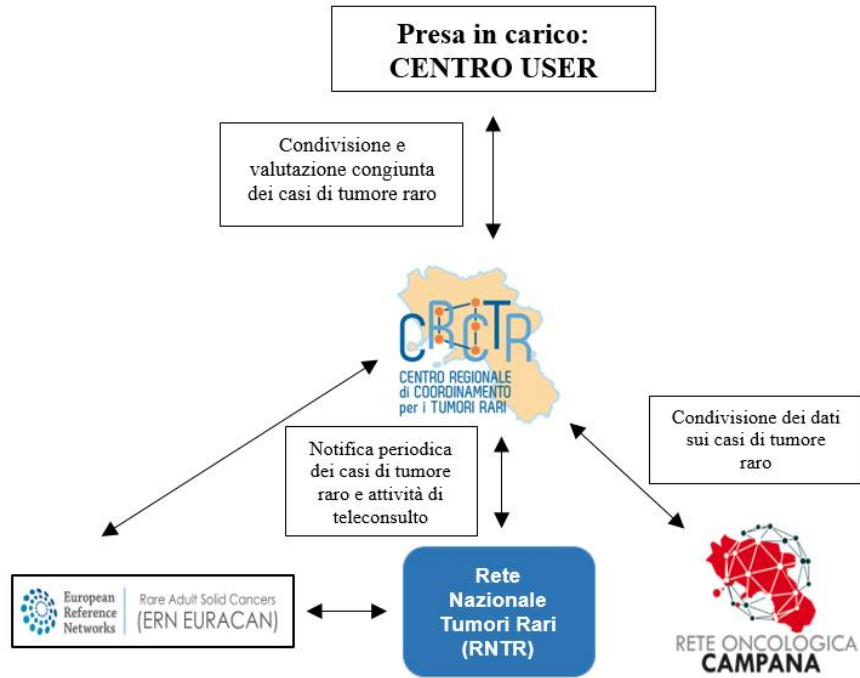 Presa in carico:
CENTRO USER
Condivisione e
valutazione congiunta
dei casi di tumore raro
CRCTR
CENTRO REGIONALE
di COORDINAMENTO
per i TUMORI RARI
Condivisione dei dati
sui casi di tumore
raro
Notifica periodica
dei casi di tumore
raro e attività di
teleconsulto
European
Reference
Networks
Rare Adult Solid Cancers
(ERN EURACAN)
Rete
Nazionale
Tumori Rari
(RNTR)
RETE ONCOLOGICA
CAMPANA